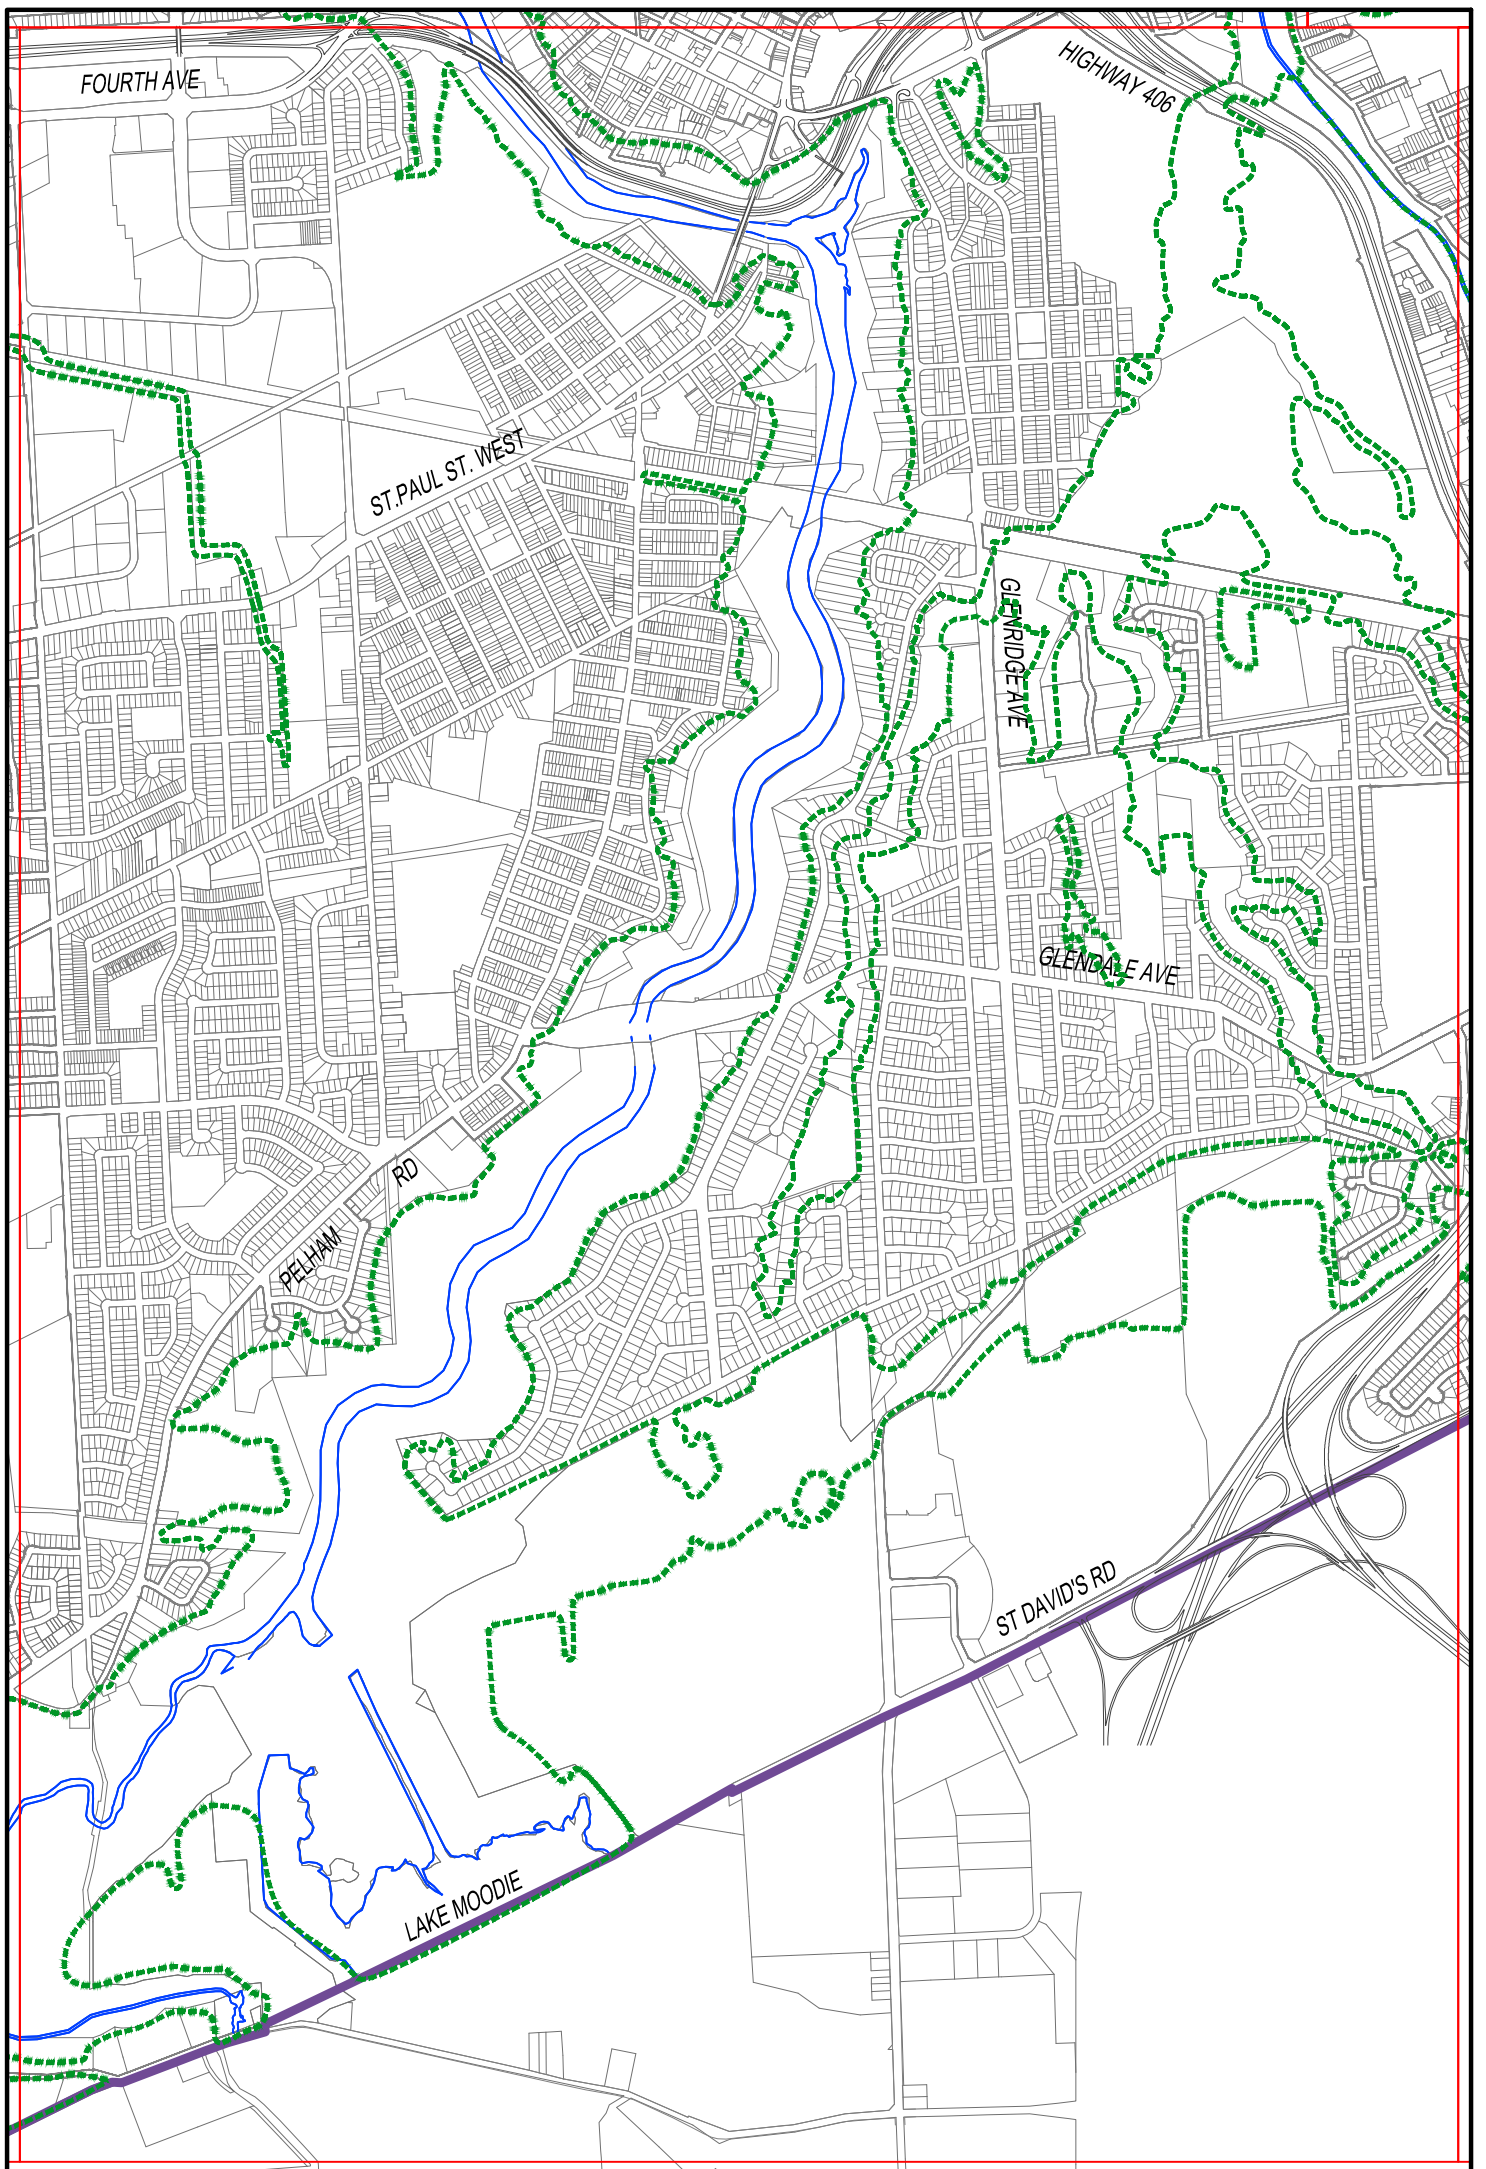 FOURTH AVE
HIGHWAY 406
ST.PAUL ST. WEST
GLENRIDGE AVE
GLENDALE AVE
PELHAM RD
ST DAVID'S RD
LAKE MOODIE